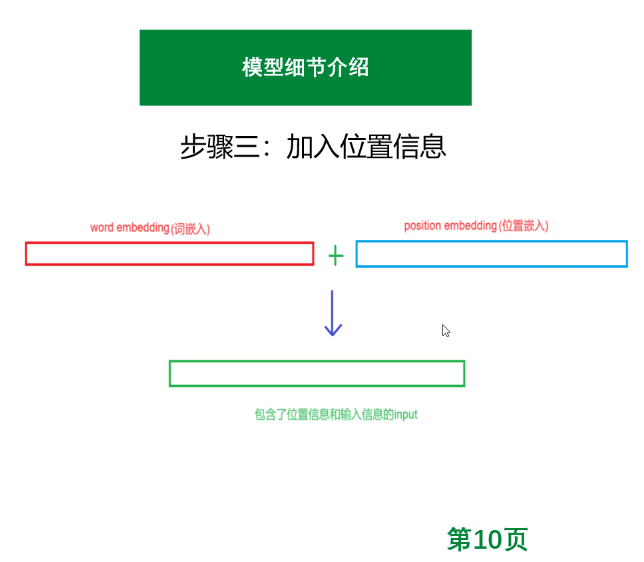 模型细节介绍
步骤三：加入位置信息
word embedding(词嵌入)
position embedding(位置嵌入)
+
包含了位置信息和输入信息的input
第10页